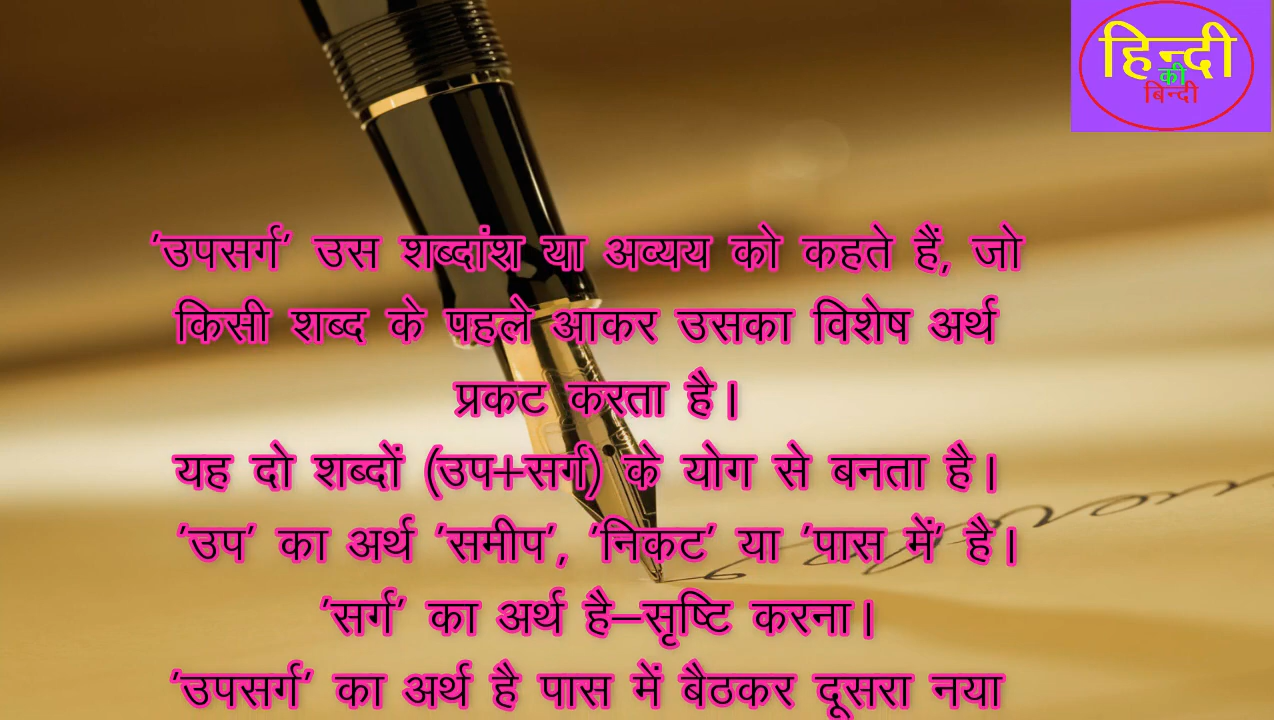 हिन्दी
की
बिन्दी
'उपसर्ग' उस शब्दांश या अव्यय को कहते हैं, जो
किसी शब्द के पहले आकर उसका विशेष अर्थ
प्रकट करता है।
यह दो शब्दों (उप+सर्ग) के योग से बनता है।
'उप' का अर्थ 'समीप', 'निकट' या 'पास में' है।
'सर्ग' का अर्थ है–सृष्टि करना।
'उपसर्ग' का अर्थ है पास में बैठकर दूसरा नया